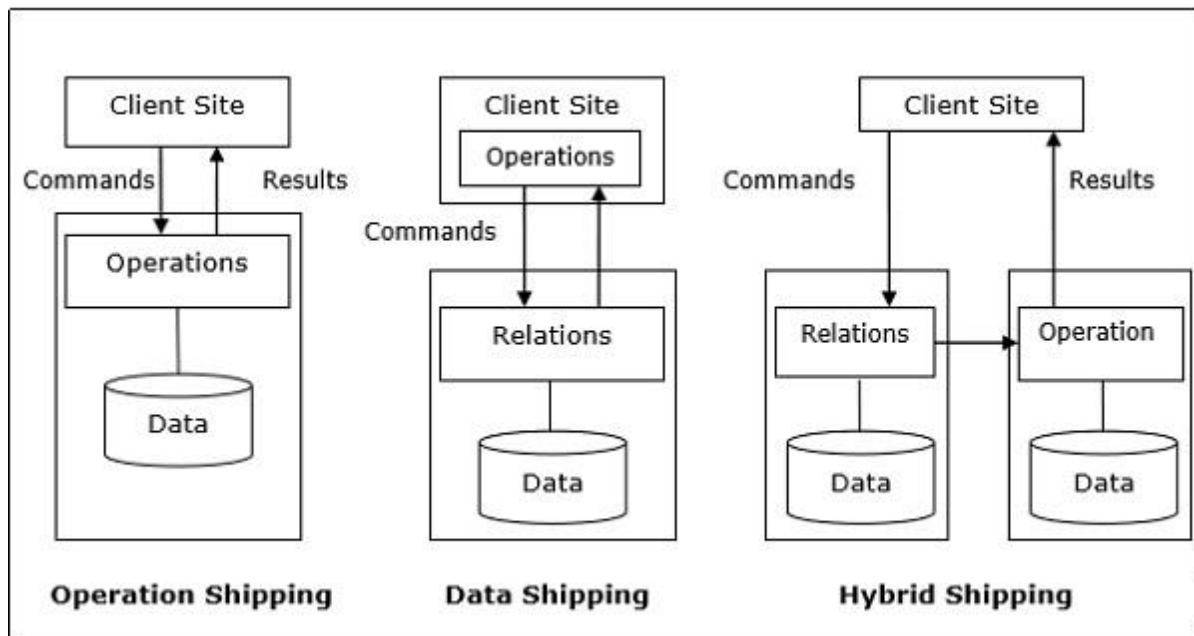 Client Site
Commands
Results
Operations
Data
Operation Shipping
Client Site
Operations
Commands
Relations
Data
Data Shipping
Client Site
Commands
Results
Relations
Operation
Data
Data
Hybrid Shipping